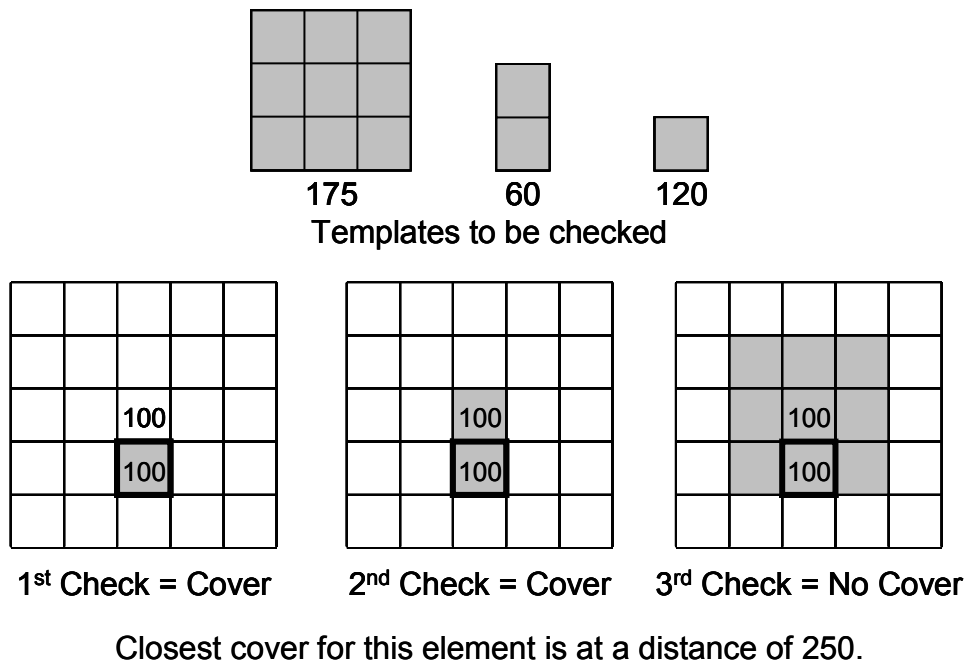 175 60 120
Templates to be checked
100 100 100
100 100 100
1st Check = Cover 2nd Check = Cover 3rd Check = No Cover
Closest cover for this element is at a distance of 250.